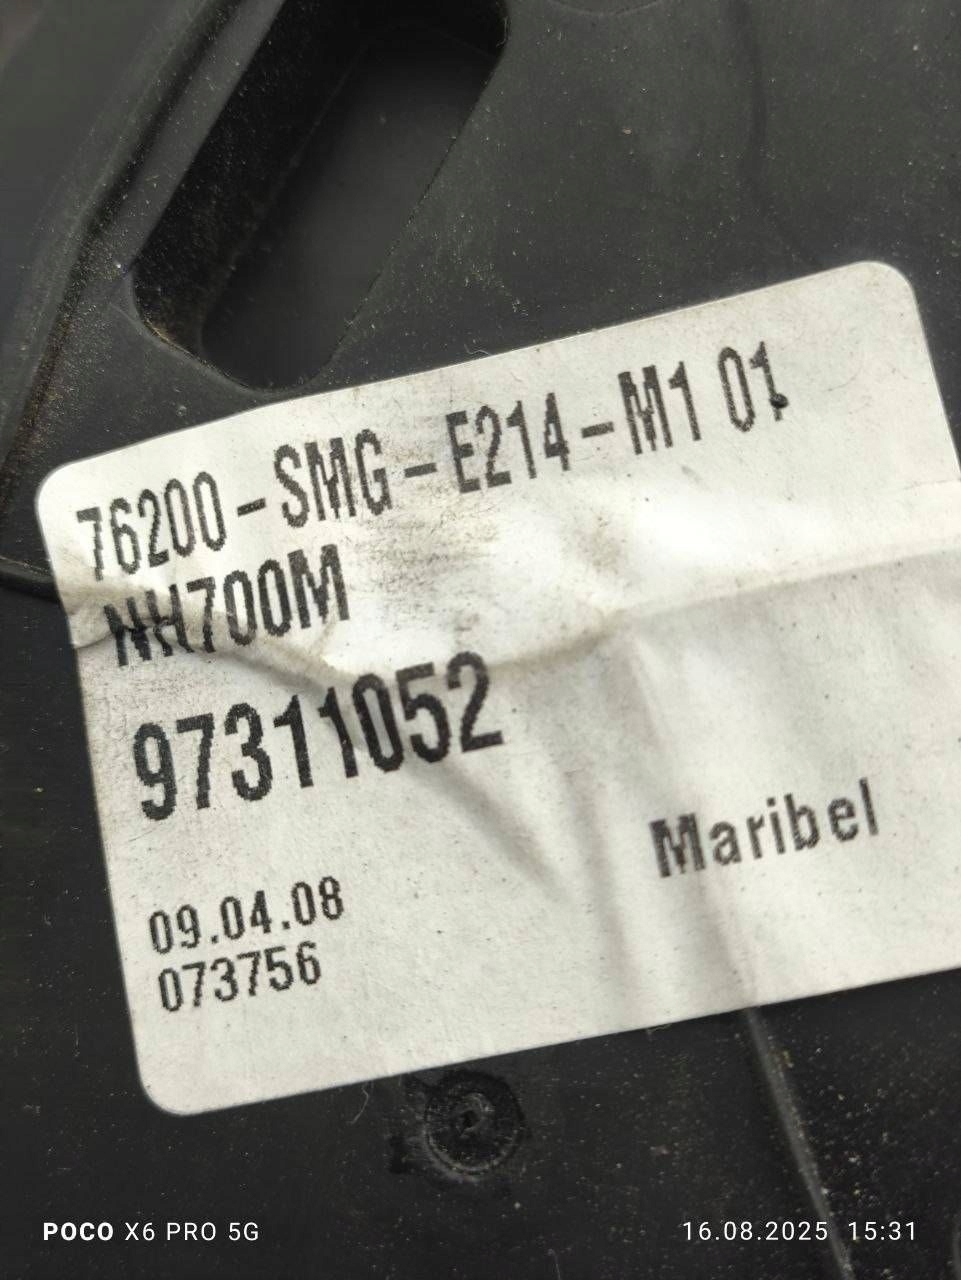 76200-SMG-E214-M1 01
NH700M
97311052
Maribel
09.04.08
073756
POCO X6 PRO 5G
16.08.2025 15:31